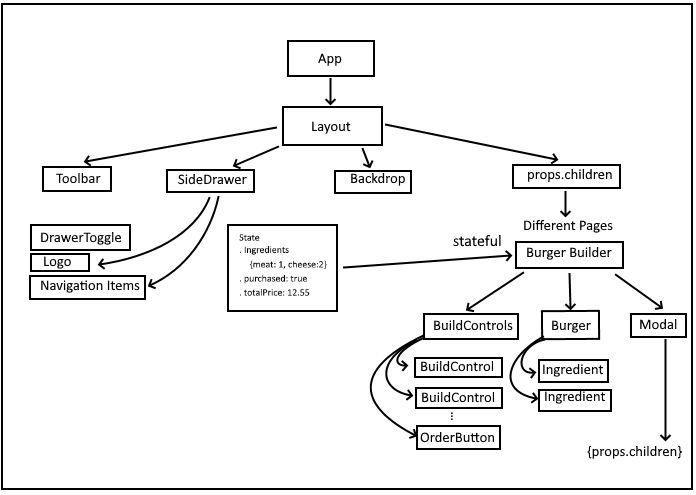 App
Layout
Toolbar
SideDrawer
Backdrop
props.children
Different Pages
DrawerToggle
Logo
Navigation Items
State
. Ingredients
{meat: 1, cheese:2}
. purchased: true
. totalPrice: 12.55
stateful
Burger Builder
BuildControls
Burger
Modal
BuildControl
BuildControl
⋮
OrderButton
Ingredient
Ingredient
{props.children}